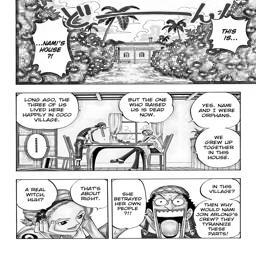 THIS
IS...
...NAMI'S
HOUSE
?!
YES. NAMI
AND I WERE
ORPHANS.
WE
GREW UP
TOGETHER
IN THIS
HOUSE.
BUT THE ONE
WHO RAISED
US IS DEAD
NOW.
LONG AGO, THE
THREE OF US
LIVED HERE
HAPPILY IN COCO
VILLAGE.
IN THIS
VILLAGE?
THEN WHY
WOULD NAMI
JOIN ARLONG'S
CREW? THEY
TYRANNIZE
THESE
PARTS!
SHE
BETRAYED
HER OWN
PEOPLE
?!!
THAT'S
ABOUT
RIGHT.
A REAL
WITCH,
HUH?